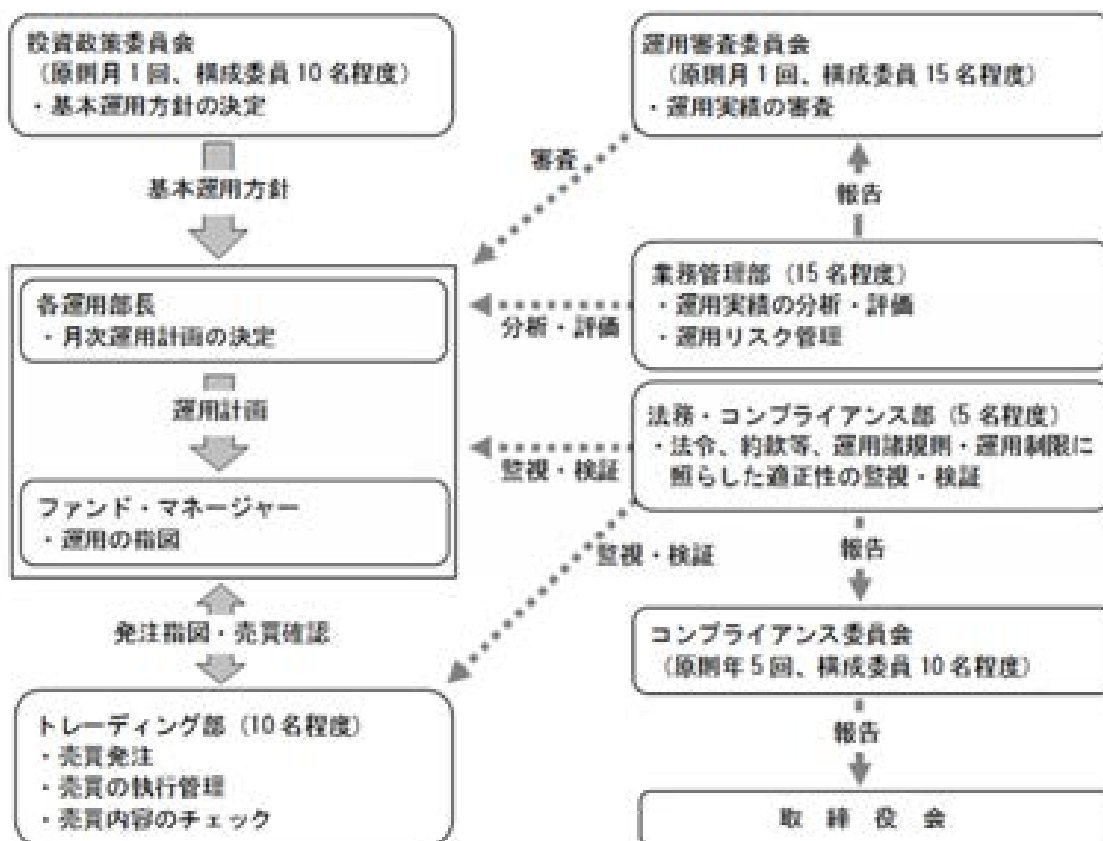 投資政策委員会
（原則月1回、構成委員10名程度）
・基本運用方針の決定
基本運用方針
各運用部長
・月次運用計画の決定
運用計画
ファンド・マネージャー
・運用の指図
発注指図・売買確認
トレーディング部（10名程度）
・売買発注
・売買の執行管理
・売買内容のチェック
運用審査委員会
（原則月1回、構成委員15名程度）
・運用実績の審査
審査
報告
業務管理部（15名程度）
・運用実績の分析・評価
・運用リスク管理
分析・評価
法務・コンプライアンス部（5名程度）
・法令、約款等、運用諸規則・運用制限に
照らした適正性の監視・検証
監視・検証
監視・検証
報告
コンプライアンス委員会
（原則年5回、構成委員10名程度）
報告
取 締 役 会